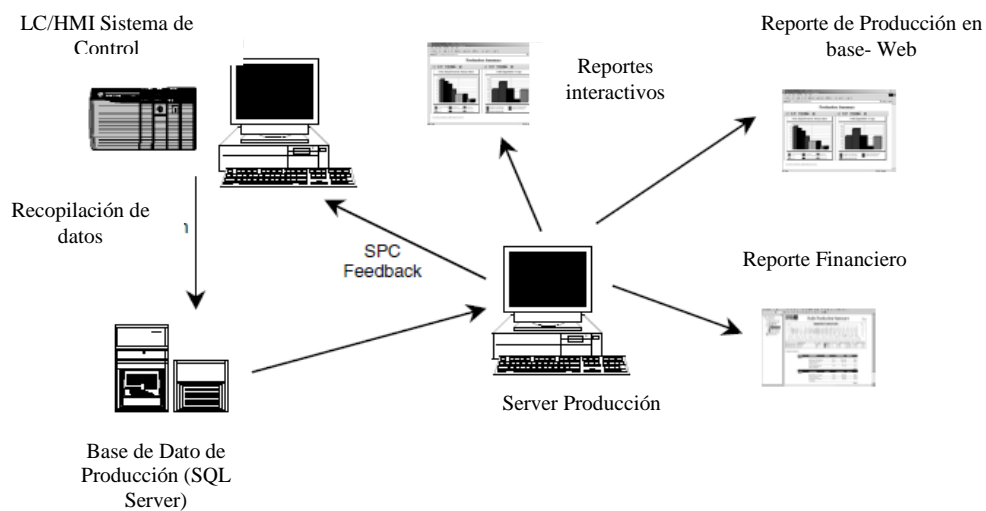 LC/HMI Sistema de
Control
Reportes
interactivos
Reporte de Producción en
base- Web
Recopilación de
datos
SPC
Feedback
Reporte Financiero
Server Producción
Base de Dato de
Producción (SQL
Server)